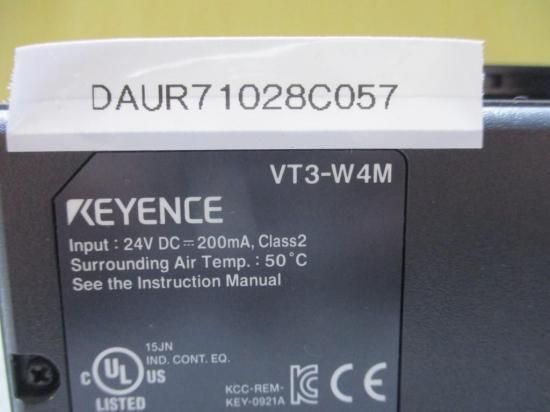 DAUR71028C057
VT3-W4M
KEYENCE
Input : 24V DC ⎓ 200mA, Class2
Surrounding Air Temp. : 50˚C
See the Instruction Manual
15JN
IND. CONT. EQ.
C UL US
LISTED
KCC-REM-
KEY-0921A
KC CE